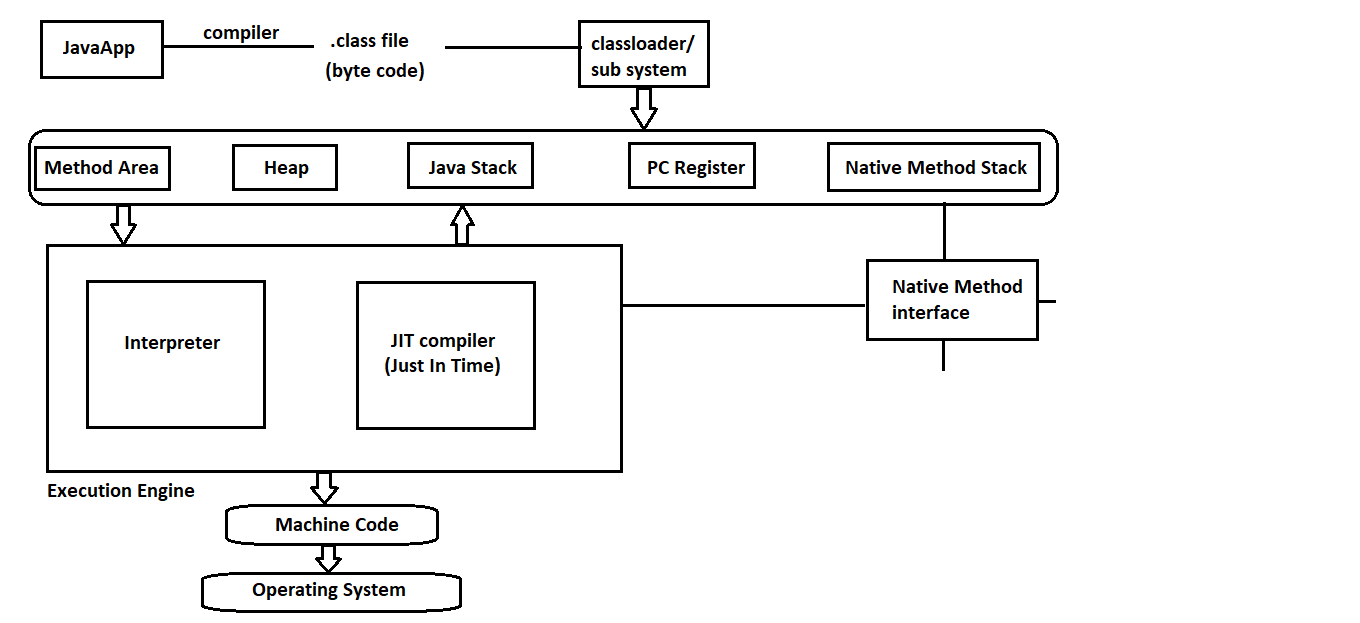 JavaApp
compiler
.class file
(byte code)
classloader/
sub system
Method Area
Heap
Java Stack
PC Register
Native Method Stack
Native Method
interface
Interpreter
JIT compiler
(Just In Time)
Execution Engine
Machine Code
Operating System